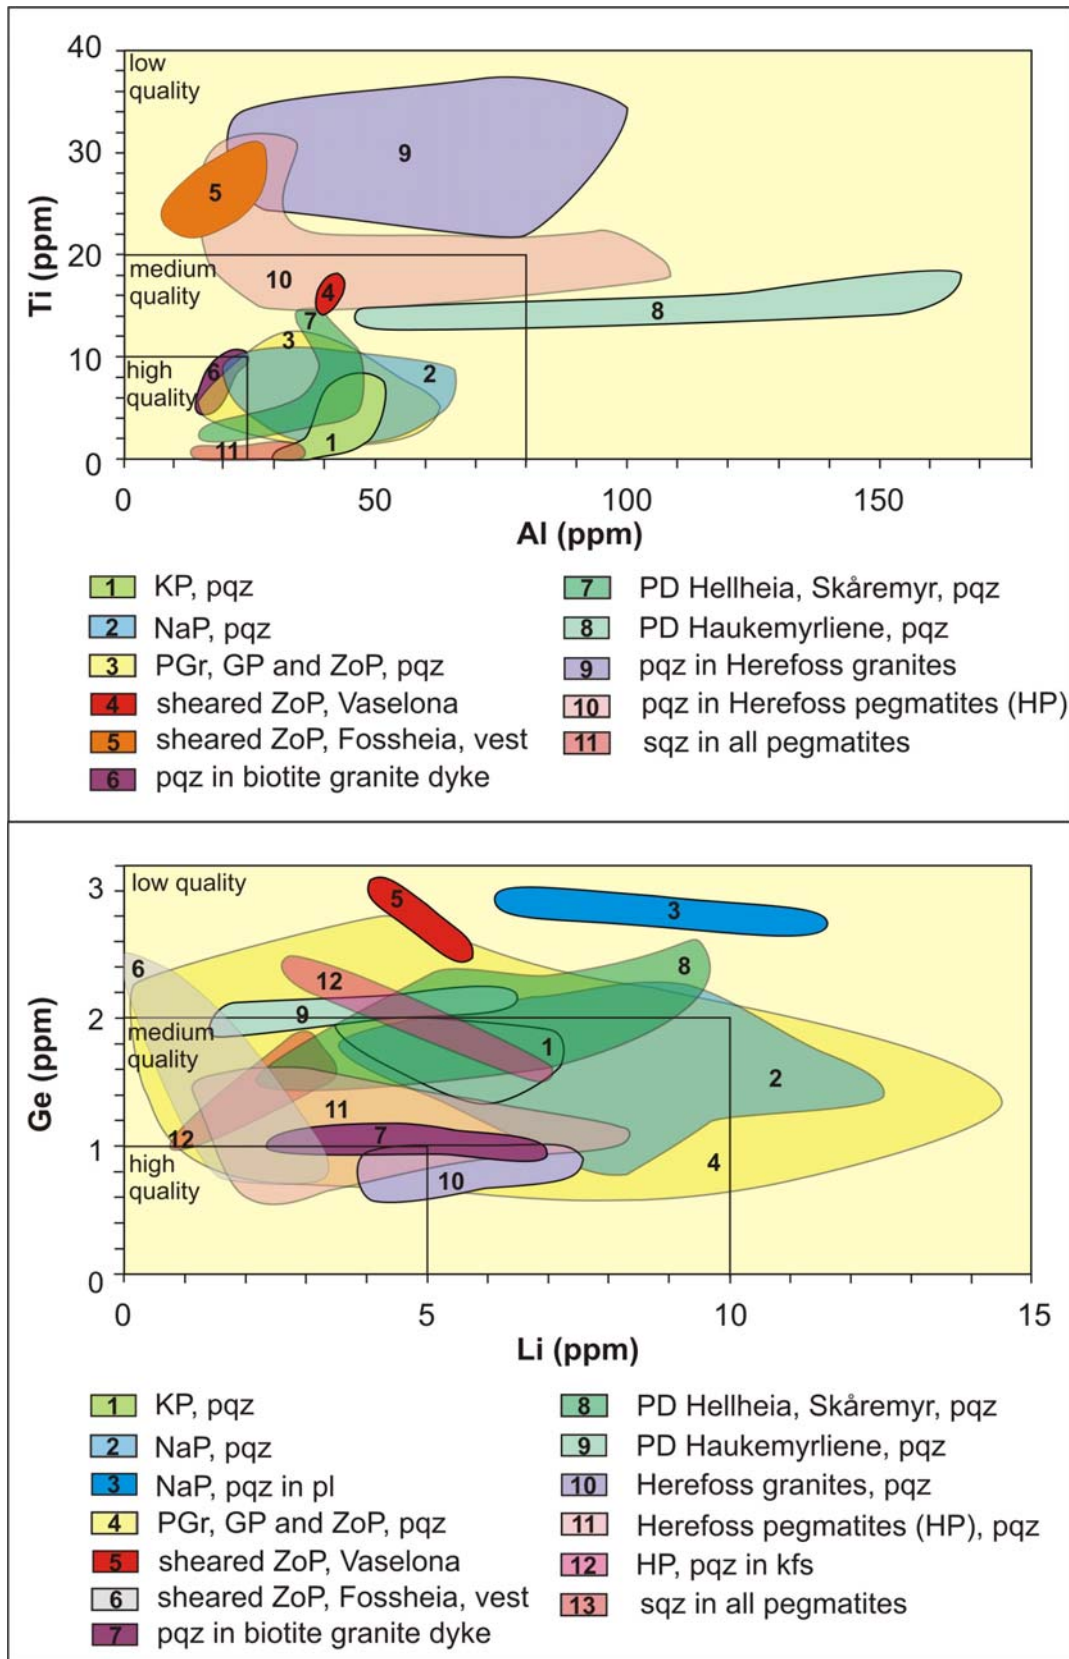 40
low
quality
30
9
5
20
medium
quality
10
4
7
8
3
10
6
2
high
quality
11
1
0
0
50
100
150
Ti (ppm)
Al (ppm)
1 KP, pqz
2 NaP, pqz
3 PGr, GP and ZoP, pqz
4 sheared ZoP, Vaselona
5 sheared ZoP, Fossheia, vest
6 pqz in biotite granite dyke
7 PD Hellheia, Skåremyr, pqz
8 PD Haukemyrliene, pqz
9 pqz in Herefoss granites
10 pqz in Herefoss pegmatites (HP)
11 sqz in all pegmatites
3
low quality
5
3
6
12
8
9
2
medium
quality
1
2
11
12
7
4
1
high
quality
10
0
0
5
10
15
Ge (ppm)
Li (ppm)
1 KP, pqz
2 NaP, pqz
3 NaP, pqz in pl
4 PGr, GP and ZoP, pqz
5 sheared ZoP, Vaselona
6 sheared ZoP, Fossheia, vest
7 pqz in biotite granite dyke
8 PD Hellheia, Skåremyr, pqz
9 PD Haukemyrliene, pqz
10 Herefoss granites, pqz
11 Herefoss pegmatites (HP), pqz
12 HP, pqz in kfs
13 sqz in all pegmatites